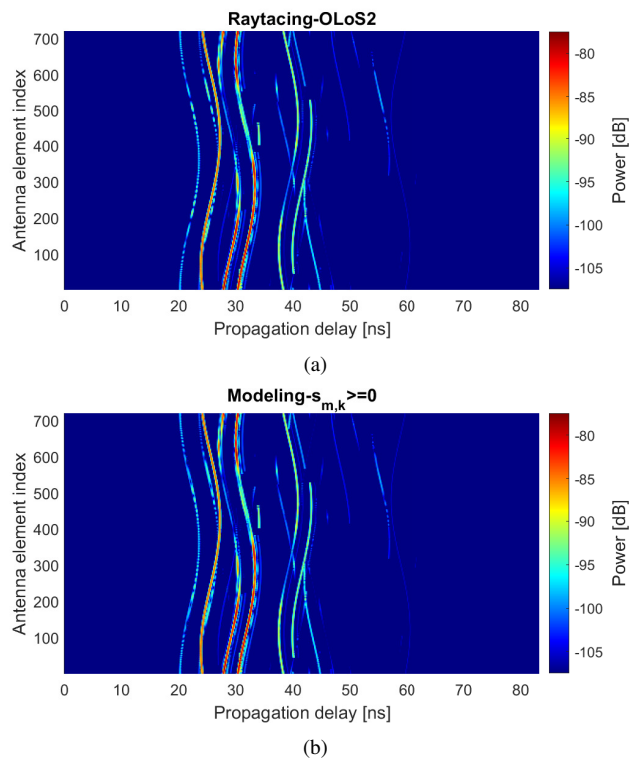 Raytacing-OLoS2
700
600
500
400
300
200
100
Antenna element index
0 10 20 30 40 50 60 70 80
Propagation delay [ns]
-80
-85
-90
-95
-100
-105
Power [dB]
(a)
Modeling-s_{m,k}>=0
700
600
500
400
300
200
100
Antenna element index
0 10 20 30 40 50 60 70 80
Propagation delay [ns]
-80
-85
-90
-95
-100
-105
Power [dB]
(b)